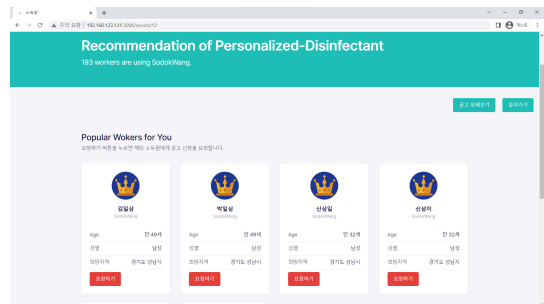 소독왕
주의 요함 | 192.168.123.131:3000/recom/12
게스트
Recommendation of Personalized-Disinfectant
193 workers are using SodokWang.
공고 상세보기 돌아가기
Popular Wokers for You
요청하기 버튼을 누르면 해당 소독원에게 공고 신청을 요청합니다.
김일삼 박일삼 신삼일 신삼이
SodokWang SodokWang SodokWang SodokWang
Age 만 49세 Age 만 49세 Age 만 32세 Age 만 32세
성별 남성 성별 남성 성별 남성 성별 남성
희망지역 경기도 성남시 희망지역 경기도 성남시 희망지역 경기도 성남시 희망지역 경기도 성남시
요청하기 요청하기 요청하기 요청하기